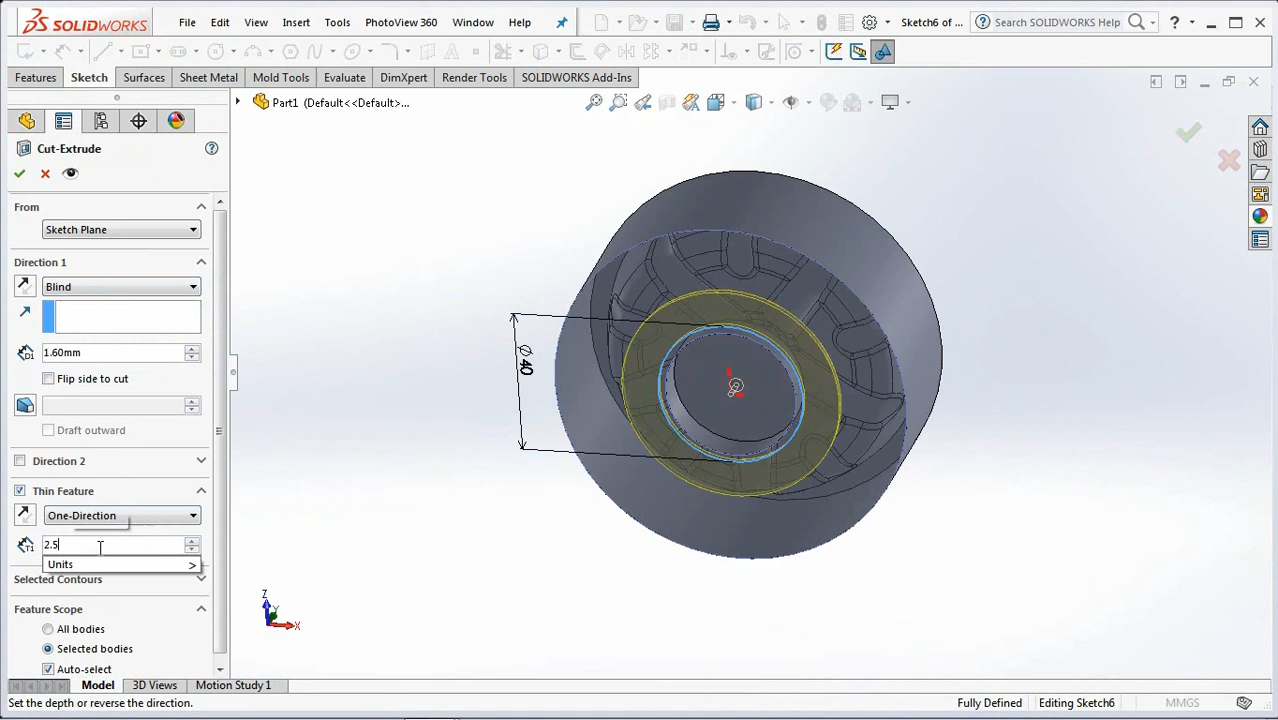 SOLIDWORKS File Edit View Insert Tools PhotoView 360 Window Help Sketch6 of ... Search SOLIDWORKS Help ?
Features Sketch Surfaces Sheet Metal Mold Tools Evaluate DimXpert Render Tools SOLIDWORKS Add-Ins
Part1 (Default<<Default>...
Cut-Extrude
From
Sketch Plane
Direction 1
Blind
D1 1.60mm
Flip side to cut
Draft outward
Direction 2
Thin Feature
One-Direction
T1 2.5
Units >
Selected Contours
Feature Scope
All bodies
Selected bodies
Auto-select
Ø 40
Z
Y
X
Model 3D Views Motion Study 1
Set the depth or reverse the direction. Fully Defined Editing Sketch6 MMGS